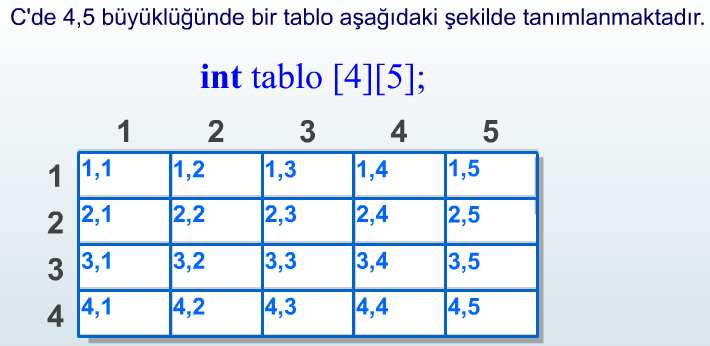 C'de 4,5 büyüklüğünde bir tablo aşağıdaki şekilde tanımlanmaktadır.
int tablo [4][5];
1 2 3 4 5
1 1,1 1,2 1,3 1,4 1,5
2 2,1 2,2 2,3 2,4 2,5
3 3,1 3,2 3,3 3,4 3,5
4 4,1 4,2 4,3 4,4 4,5